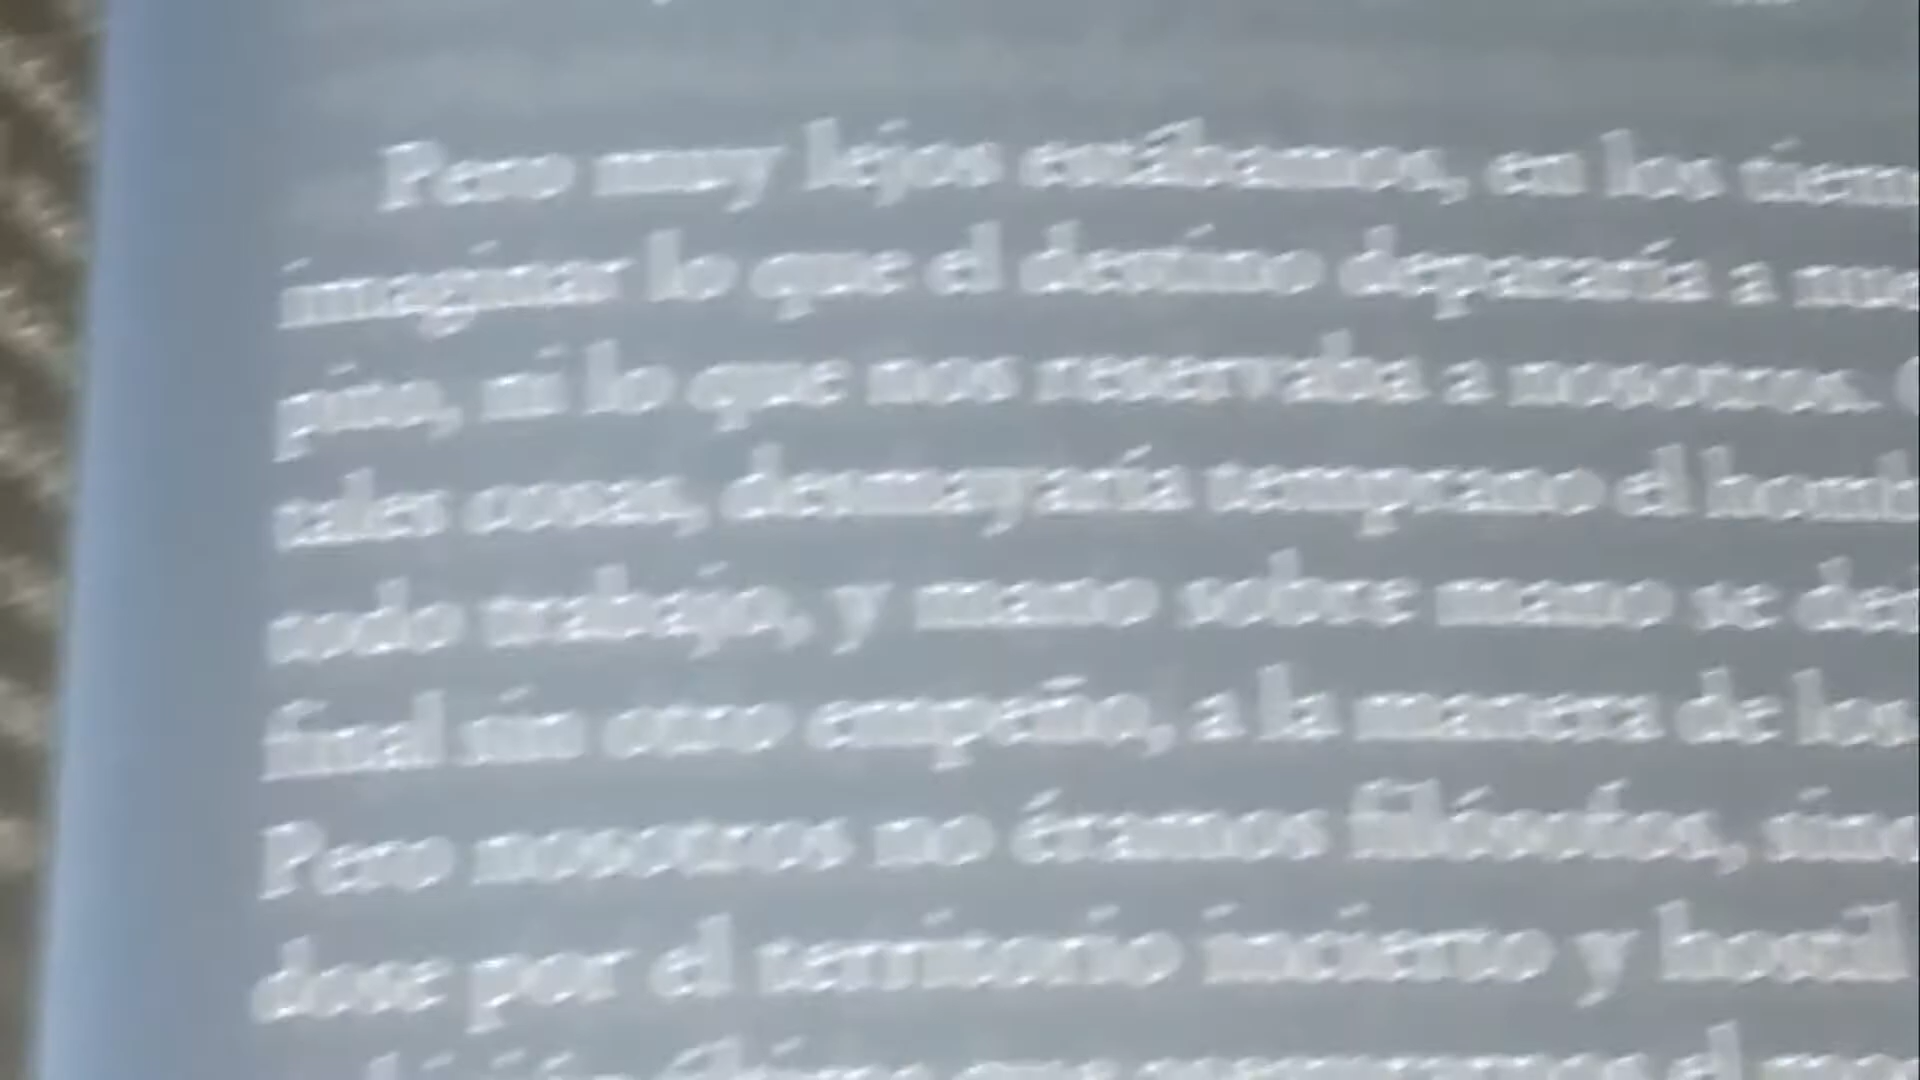 Pero muy lejos estábamos, en los tiem
imaginar lo que el destino depararía a nue
pino, ni lo que nos reservaba a nosotros.
tales cosas, desmayaría temprano el homb
todo trabajo, y mano sobre mano se de
final sin otro empeño, a la manera de los
Pero nosotros no éramos filósofos, sino
dose por el territorio incierto y hostil